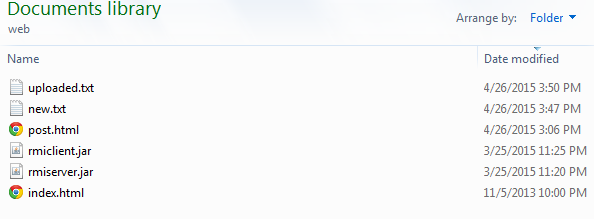 Documents library
web
Arrange by: Folder
Name Date modified
uploaded.txt 4/26/2015 3:50 PM
new.txt 4/26/2015 3:47 PM
post.html 4/26/2015 3:06 PM
rmiclient.jar 3/25/2015 11:25 PM
rmiserver.jar 3/25/2015 11:20 PM
index.html 11/5/2013 10:00 PM